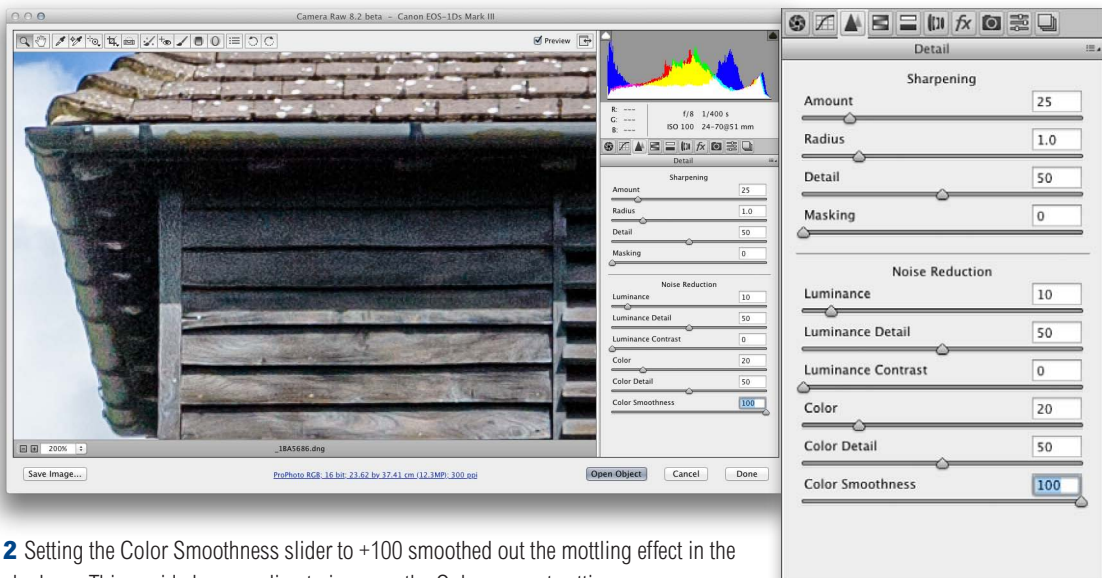 Camera Raw 8.2 beta - Canon EOS-1Ds Mark III
Preview
R: ---
G: ---
B: ---
f/8 1/400 s
ISO 100 24-70@51 mm
Detail
Sharpening
Amount 25
Radius 1.0
Detail 50
Masking 0
Noise Reduction
Luminance 10
Luminance Detail 50
Luminance Contrast 0
Color 20
Color Detail 50
Color Smoothness 100
200% _1BA5686.dng
Save Image... ProPhoto RGB; 16 bit; 23.62 by 37.41 cm (12.3MP); 300 ppi Open Object Cancel Done
fx
Detail
Sharpening
Amount 25
Radius 1.0
Detail 50
Masking 0
Noise Reduction
Luminance 10
Luminance Detail 50
Luminance Contrast 0
Color 20
Color Detail 50
Color Smoothness 100
2 Setting the Color Smoothness slider to +100 smoothed out the mottling effect in the